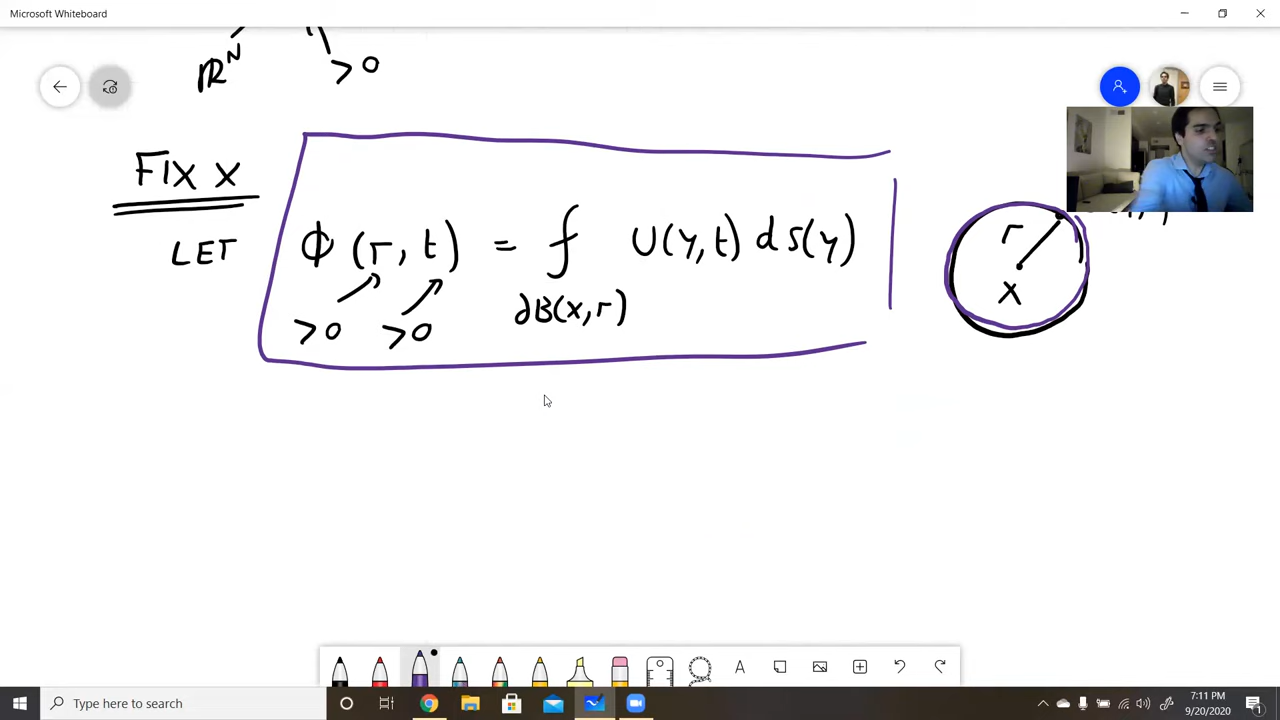 Microsoft Whiteboard
ℝᴺ
>0
FIX x
LET
ϕ(r, t) = ⨍ U(y,t) dS(y)
∂B(x,r)
>0 >0
r
x
A
Type here to search
7:11 PM
9/20/2020